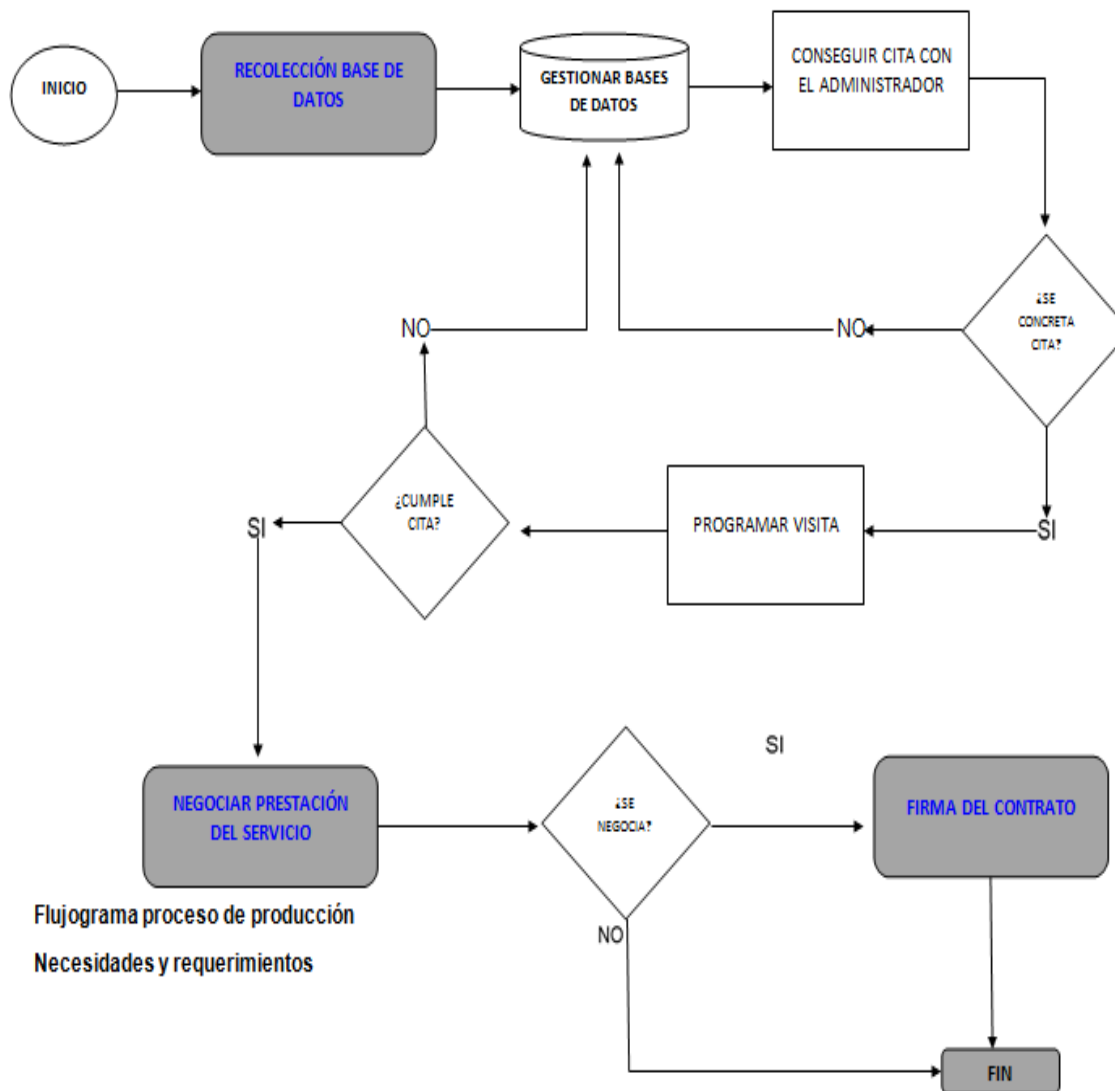 INICIO
RECOLECCIÓN BASE DE
DATOS
GESTIONAR BASES
DE DATOS
CONSEGUIR CITA CON
EL ADMINISTRADOR
¿SE
CONCRETA
CITA?
NO
NO
SI
PROGRAMAR VISITA
¿CUMPLE
CITA?
SI
NEGOCIAR PRESTACIÓN
DEL SERVICIO
¿SE
NEGOCIA?
SI
FIRMA DEL CONTRATO
NO
Flujograma proceso de producción
Necesidades y requerimientos
FIN